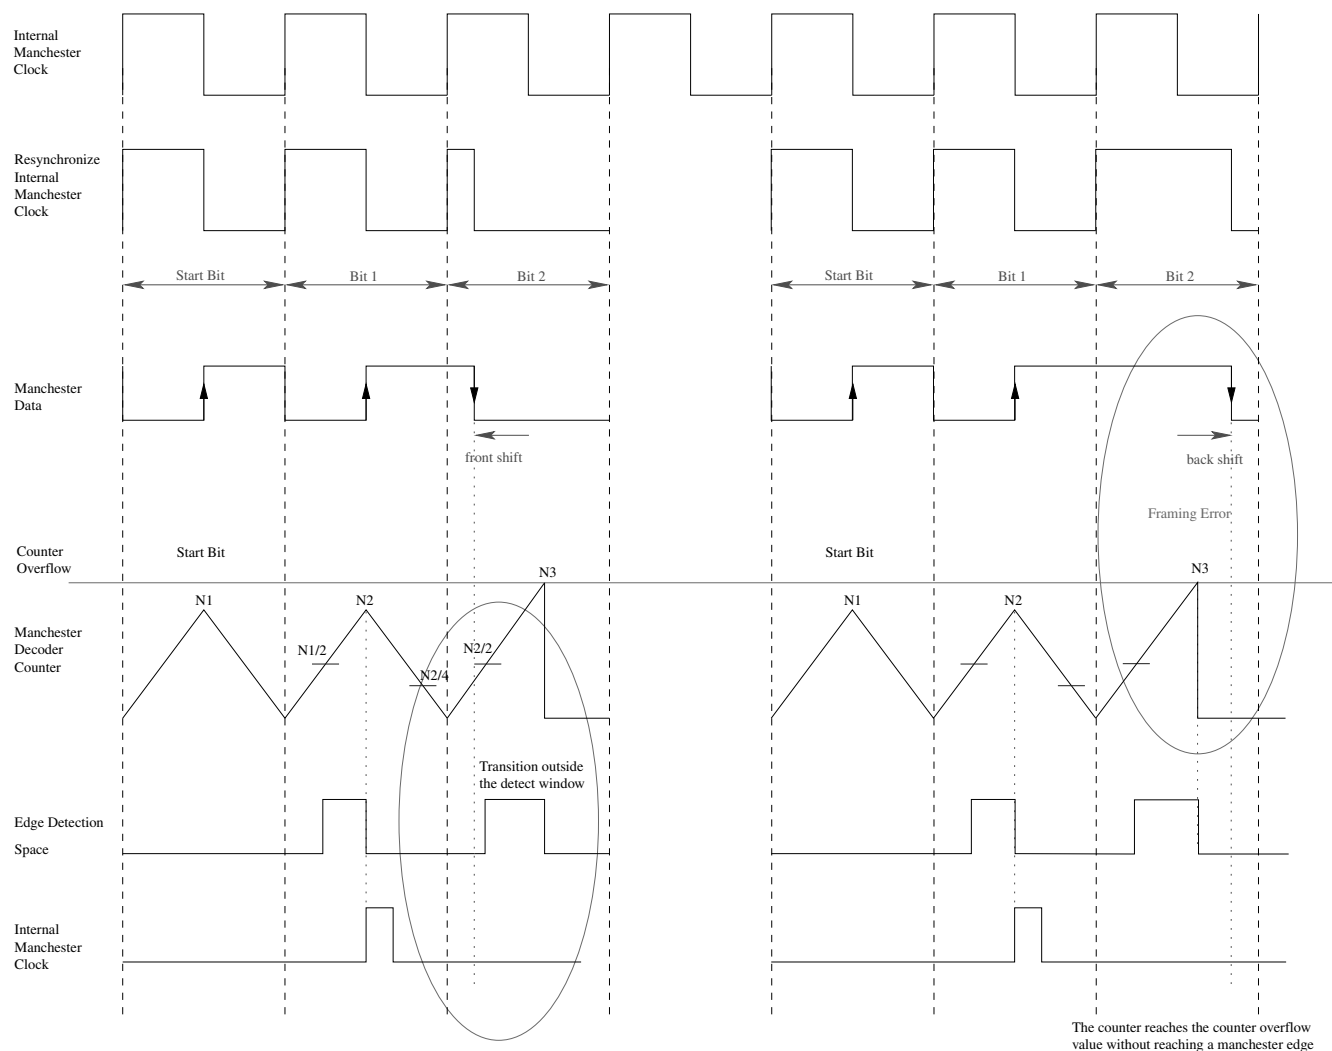 Internal
Manchester
Clock
Resynchronize
Internal
Manchester
Clock
Start Bit
Bit 1
Bit 2
Start Bit
Bit 1
Bit 2
Manchester
Data
front shift
back shift
Framing Error
Counter
Overflow
Start Bit
Start Bit
N3
N3
N1
N2
N1
N2
Manchester
Decoder
Counter
N1/2
N2/4
N2/2
Transition outside
the detect window
Edge Detection
Space
Internal
Manchester
Clock
The counter reaches the counter overflow
value without reaching a manchester edge